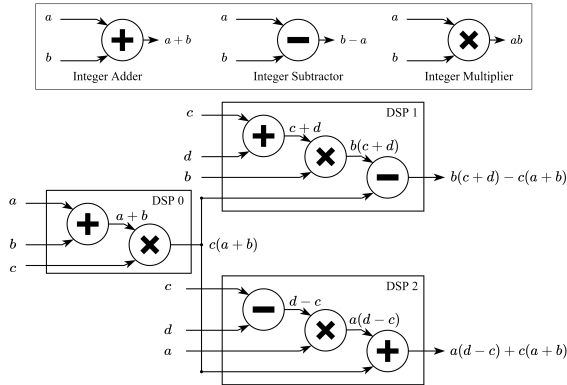 a
b
a + b
Integer Adder
a
b
b − a
Integer Subtractor
a
b
ab
Integer Multiplier
DSP 1
c
d
b
c + d
b(c + d)
b(c + d) − c(a + b)
DSP 0
a
b
c
a + b
c(a + b)
DSP 2
c
d
a
d − c
a(d − c)
a(d − c) + c(a + b)